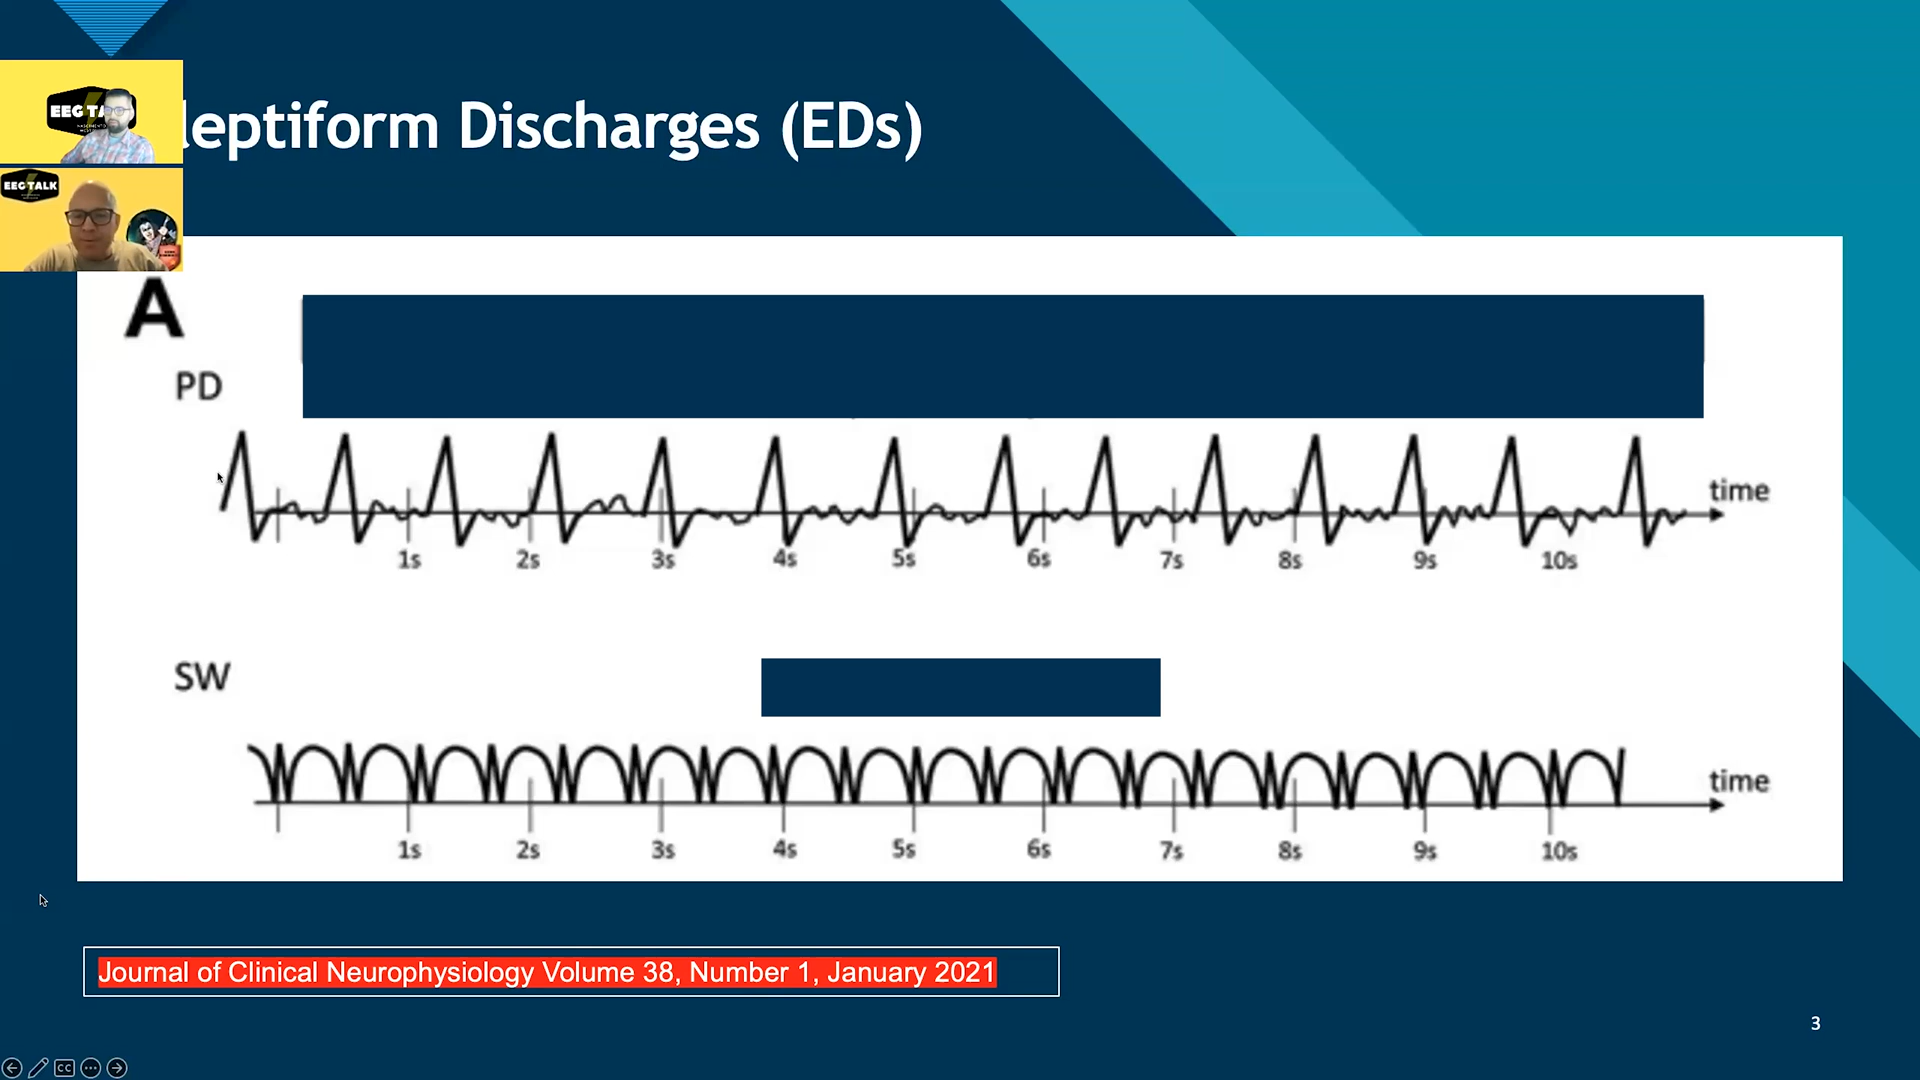 EEG TA
leptiform Discharges (EDs)
EEG TALK
A
PD
time
1s 2s 3s 4s 5s 6s 7s 8s 9s 10s
SW
time
1s 2s 3s 4s 5s 6s 7s 8s 9s 10s
Journal of Clinical Neurophysiology Volume 38, Number 1, January 2021
3
CC